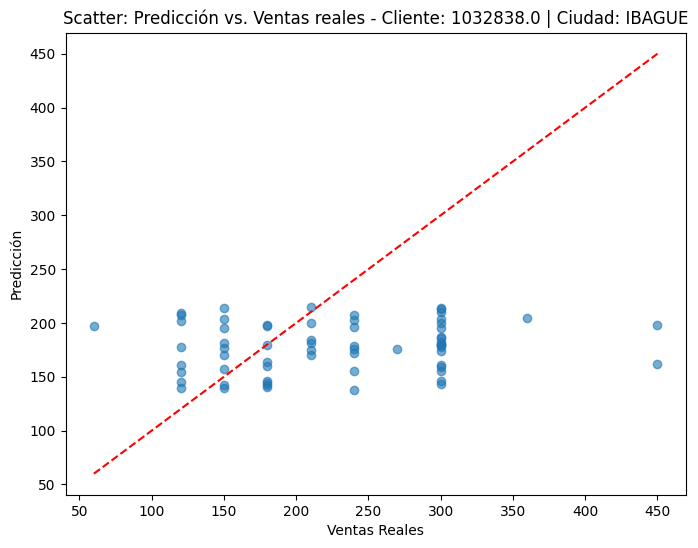 Scatter: Predicción vs. Ventas reales - Cliente: 1032838.0 | Ciudad: IBAGUE
450
400
350
300
250
200
150
100
50
Predicción
50 100 150 200 250 300 350 400 450
Ventas Reales